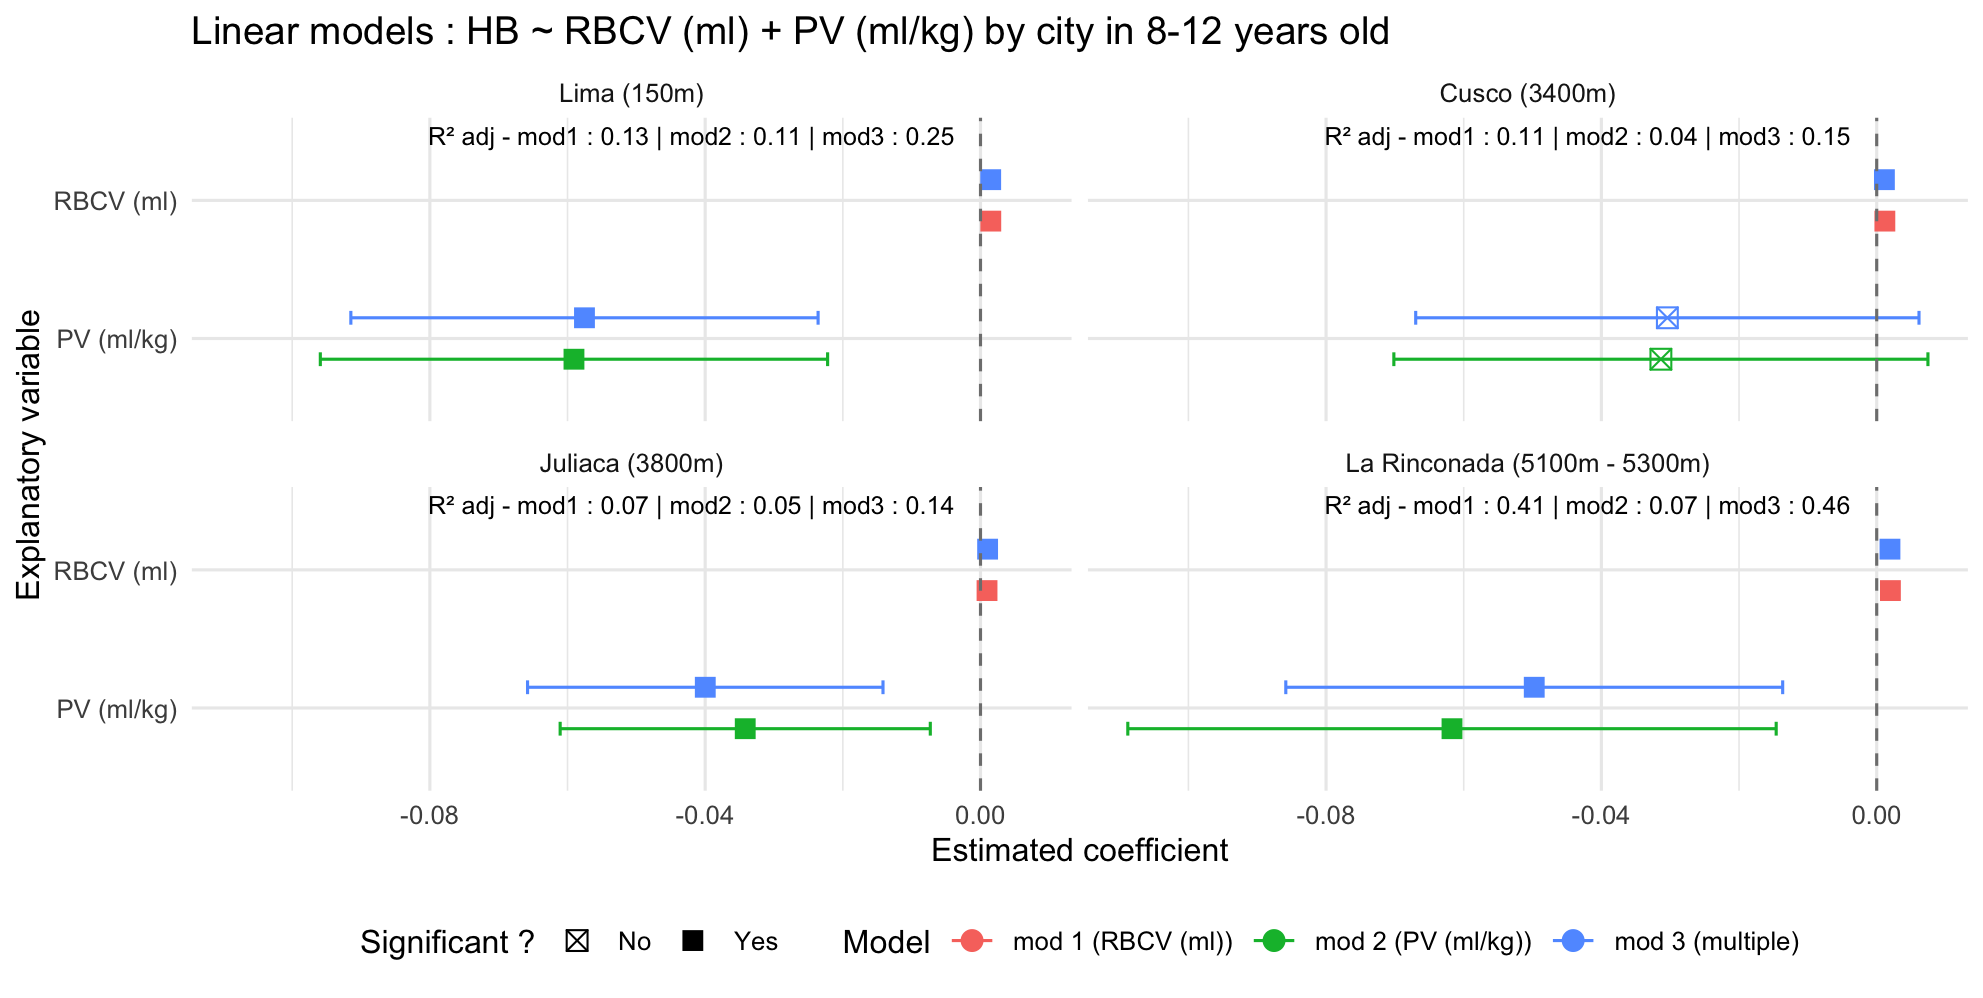 Linear models : HB ~ RBCV (ml) + PV (ml/kg) by city in 8-12 years old
Lima (150m)
Cusco (3400m)
R² adj - mod1 : 0.13 | mod2 : 0.11 | mod3 : 0.25
R² adj - mod1 : 0.11 | mod2 : 0.04 | mod3 : 0.15
RBCV (ml)
PV (ml/kg)
Explanatory variable
Juliaca (3800m)
La Rinconada (5100m - 5300m)
R² adj - mod1 : 0.07 | mod2 : 0.05 | mod3 : 0.14
R² adj - mod1 : 0.41 | mod2 : 0.07 | mod3 : 0.46
RBCV (ml)
PV (ml/kg)
-0.08 -0.04 0.00
-0.08 -0.04 0.00
Estimated coefficient
Significant ? No Yes
Model mod 1 (RBCV (ml)) mod 2 (PV (ml/kg)) mod 3 (multiple)